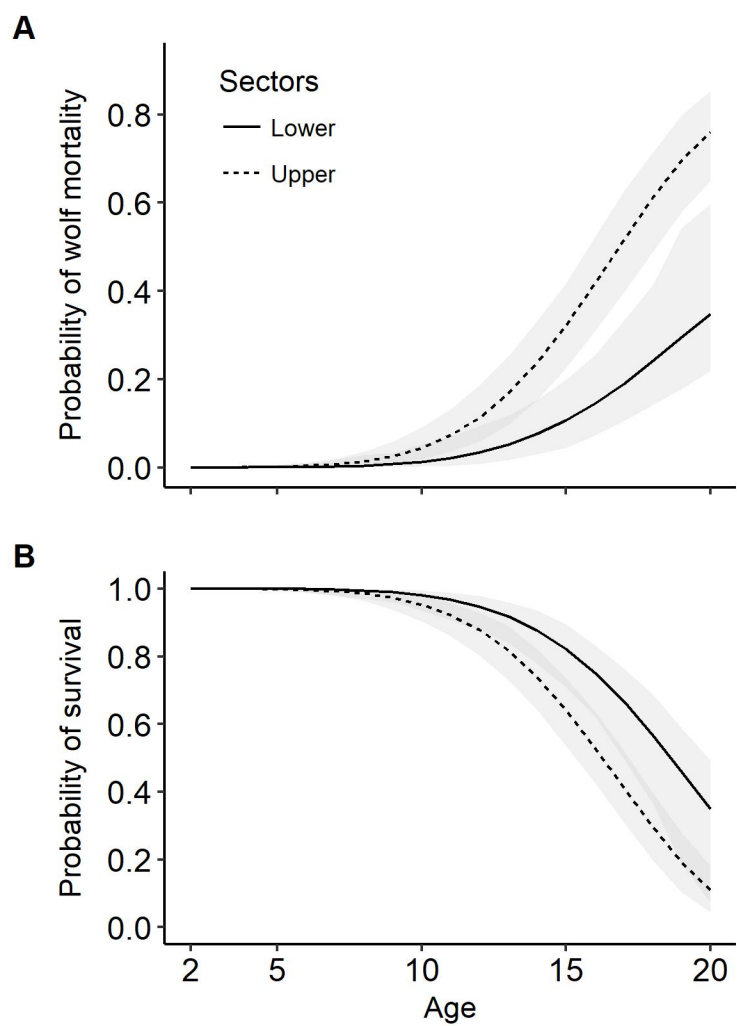 A
Probability of wolf mortality
Sectors
Lower
Upper
0.8
0.6
0.4
0.2
0.0
B
Probability of survival
1.0
0.8
0.6
0.4
0.2
0.0
2 5 10 15 20
Age